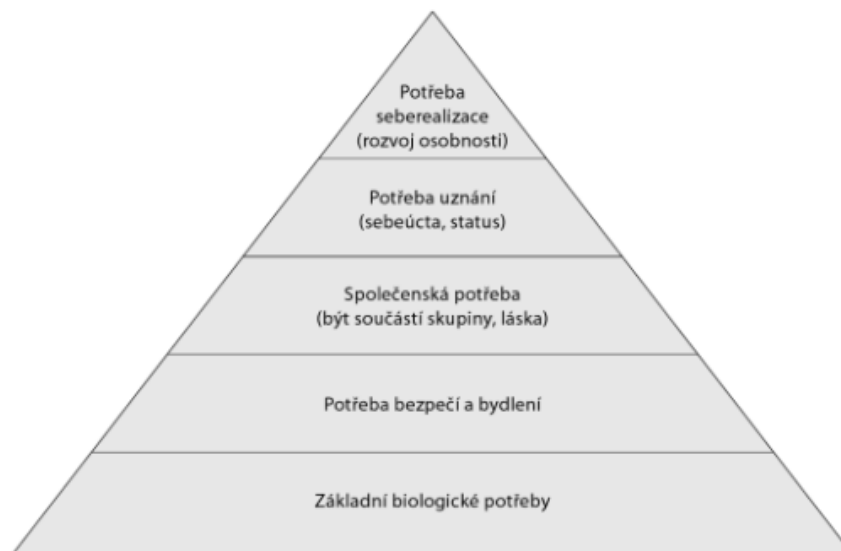 Potřeba
seberealizace
(rozvoj osobnosti)
Potřeba uznání
(sebeúcta, status)
Společenská potřeba
(být součástí skupiny, láska)
Potřeba bezpečí a bydlení
Základní biologické potřeby